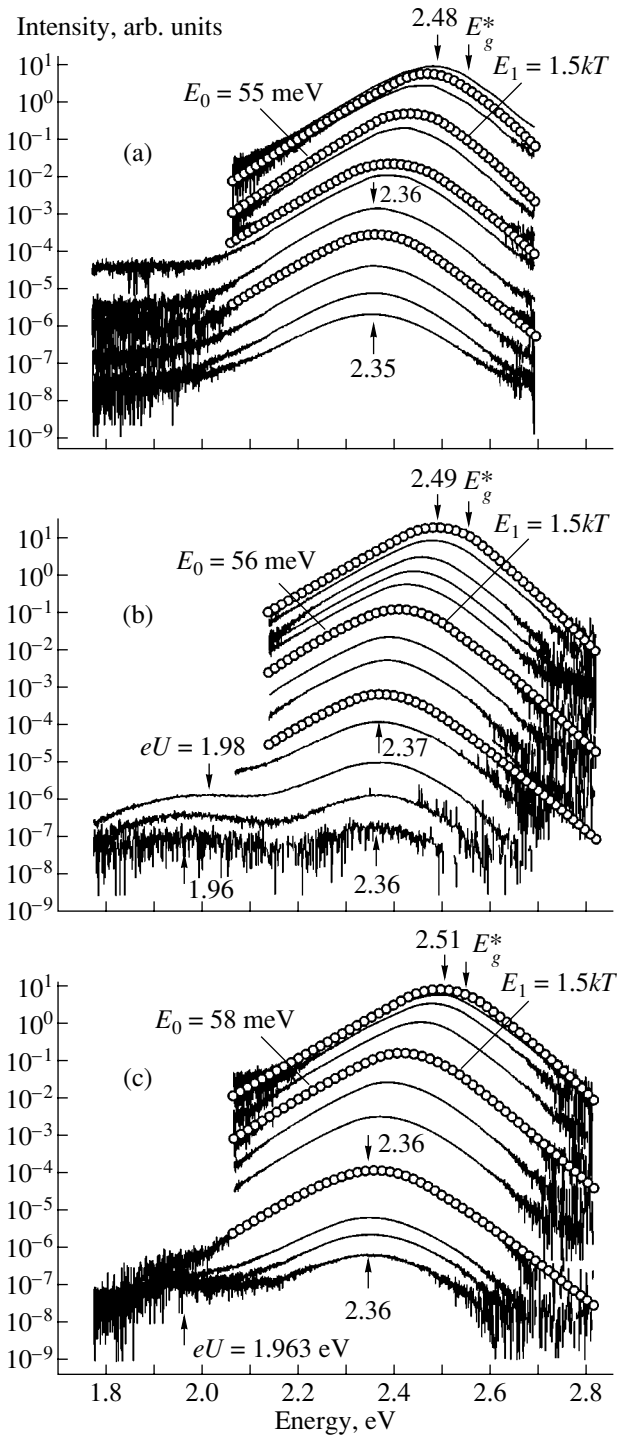 Intensity, arb. units
2.48 E*g
10¹
E₀ = 55 meV
E₁ = 1.5kT
10⁰
10⁻¹
(a)
10⁻²
10⁻³
2.36
10⁻⁴
10⁻⁵
10⁻⁶
10⁻⁷
2.35
10⁻⁸
10⁻⁹
2.49 E*g
10¹
E₁ = 1.5kT
E₀ = 56 meV
10⁰
10⁻¹
(b)
10⁻²
10⁻³
10⁻⁴
eU = 1.98
2.37
10⁻⁵
10⁻⁶
10⁻⁷
10⁻⁸
1.96
2.36
10⁻⁹
2.51 E*g
10¹
E₁ = 1.5kT
E₀ = 58 meV
10⁰
10⁻¹
(c)
10⁻²
10⁻³
2.36
10⁻⁴
10⁻⁵
10⁻⁶
10⁻⁷
2.36
10⁻⁸
eU = 1.963 eV
10⁻⁹
1.8 2.0 2.2 2.4 2.6 2.8
Energy, eV